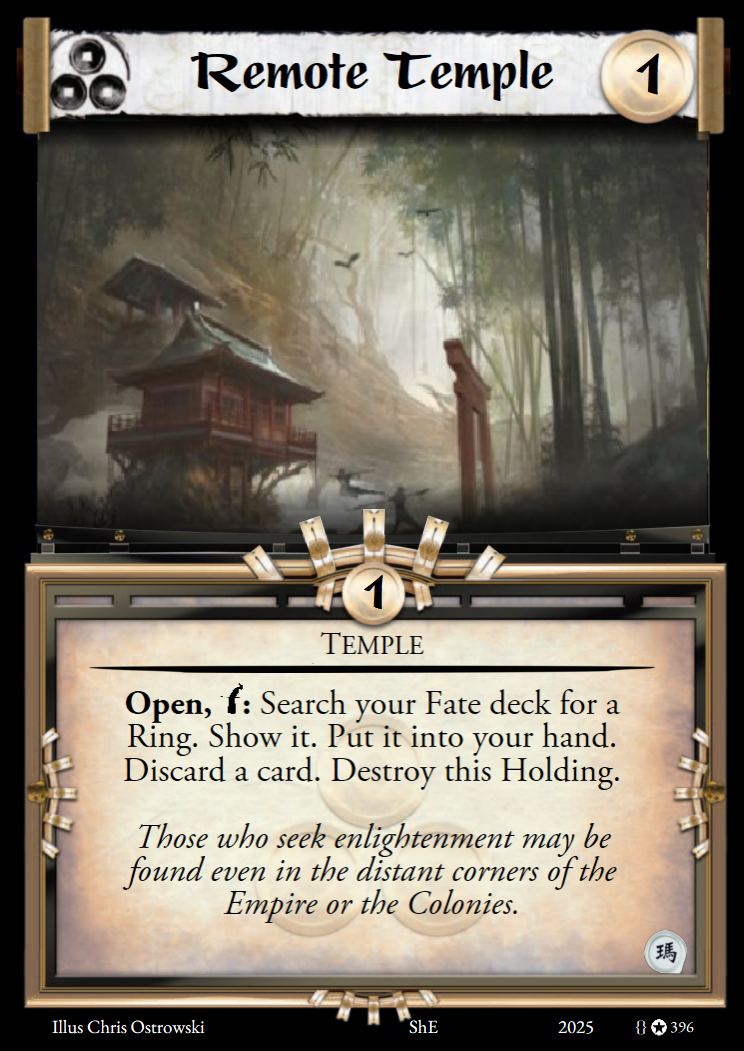 Remote Temple
1
1
Temple
Open, : Search your Fate deck for a
Ring. Show it. Put it into your hand.
Discard a card. Destroy this Holding.
Those who seek enlightenment may be
found even in the distant corners of the
Empire or the Colonies.
瑪
Illus Chris Ostrowski ShE 2025 {} 396